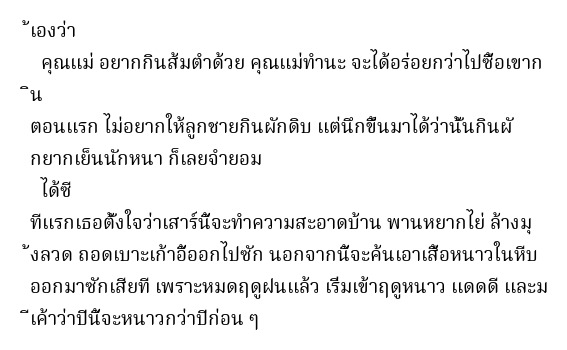 ้เองว่า
คุณแม่ อยากกินส้มตำด้วย คุณแม่ทำนะ จะได้อร่อยกว่าไปซื้อเขาก
ิน
ตอนแรก ไม่อยากให้ลูกชายกินผักดิบ แต่นึกขึ้นมาได้ว่านั้นกินผั
กยากเย็นนักหนา ก็เลยจำยอม
ได้ซี
ทีแรกเธอตั้งใจว่าเสาร์นี้จะทำความสะอาดบ้าน พานหยากไย่ ล้างมุ
้งลวด ถอดเบาะเก้าอี้ออกไปซัก นอกจากนี้จะค้นเอาเสื้อหนาวในหีบ
ออกมาซักเสียที เพราะหมดฤดูฝนแล้ว เริ่มเข้าฤดูหนาว แดดดี และม
ีเค้าว่าปีนี้จะหนาวกว่าปีก่อน ๆ